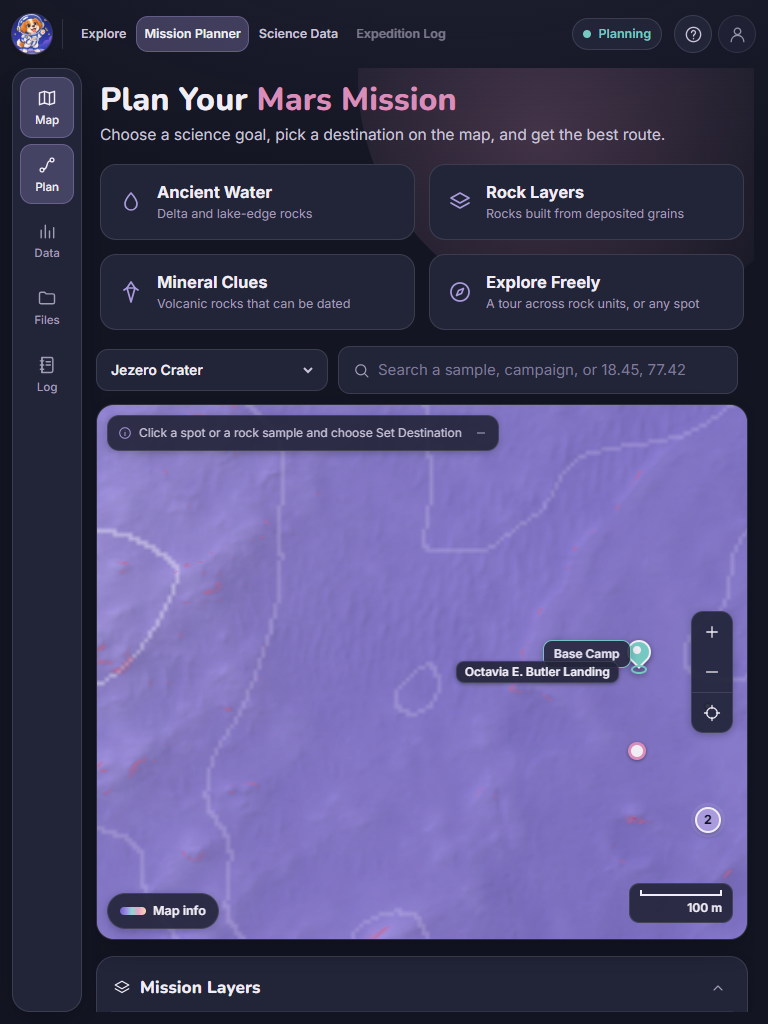 Explore
Mission Planner
Science Data
Expedition Log
Planning
Map
Plan
Data
Files
Log
Plan Your Mars Mission
Choose a science goal, pick a destination on the map, and get the best route.
Ancient Water
Delta and lake-edge rocks
Rock Layers
Rocks built from deposited grains
Mineral Clues
Volcanic rocks that can be dated
Explore Freely
A tour across rock units, or any spot
Jezero Crater
Search a sample, campaign, or 18.45, 77.42
Click a spot or a rock sample and choose Set Destination
Base Camp
Octavia E. Butler Landing
2
Map info
100 m
Mission Layers